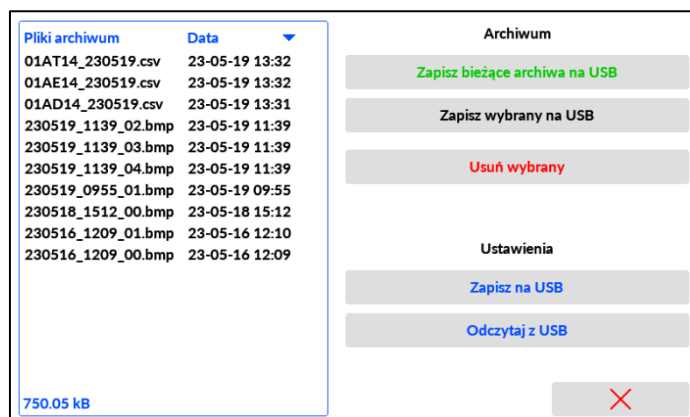 Pliki archiwum Data
01AT14_230519.csv 23-05-19 13:32
01AE14_230519.csv 23-05-19 13:32
01AD14_230519.csv 23-05-19 13:31
230519_1139_02.bmp 23-05-19 11:39
230519_1139_03.bmp 23-05-19 11:39
230519_1139_04.bmp 23-05-19 11:39
230519_0955_01.bmp 23-05-19 09:55
230518_1512_00.bmp 23-05-18 15:12
230516_1209_01.bmp 23-05-16 12:10
230516_1209_00.bmp 23-05-16 12:09
750.05 kB
Archiwum
Zapisz bieżące archiwa na USB
Zapisz wybrany na USB
Usuń wybrany
Ustawienia
Zapisz na USB
Odczytaj z USB